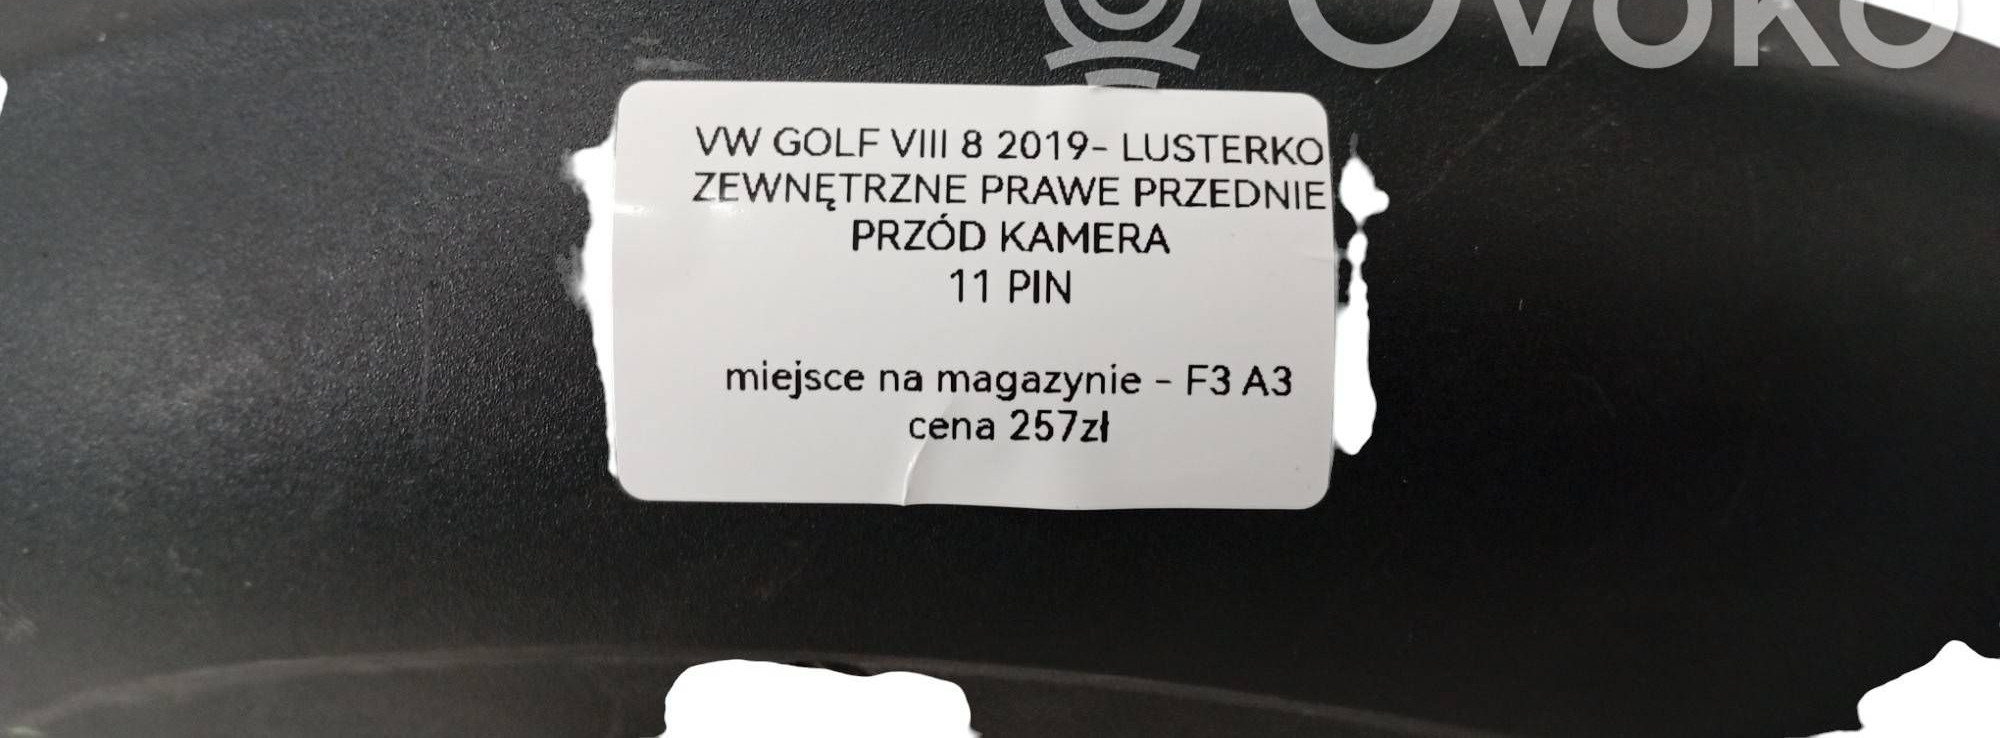 Ovoko
VW GOLF VIII 8 2019- LUSTERKO
ZEWNĘTRZNE PRAWE PRZEDNIE
PRZÓD KAMERA
11 PIN
miejsce na magazynie - F3 A3
cena 257zł